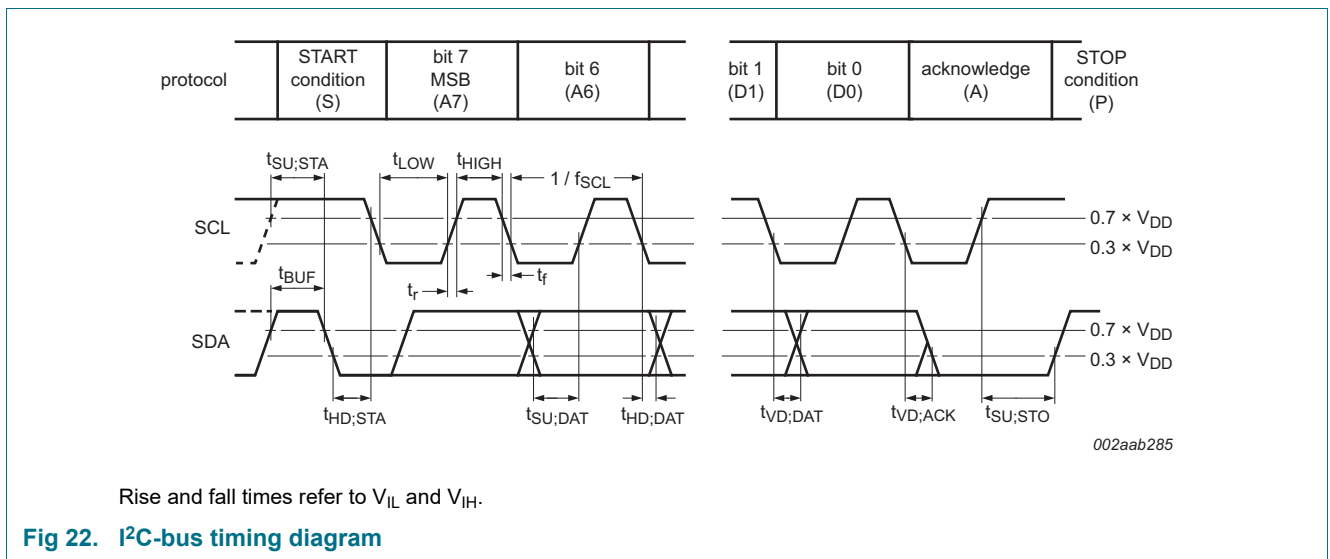 protocol
START condition (S)
bit 7 MSB (A7)
bit 6 (A6)
bit 1 (D1)
bit 0 (D0)
acknowledge (A)
STOP condition (P)
tSU;STA
tLOW
tHIGH
1 / fSCL
SCL
0.7 × VDD
0.3 × VDD
tBUF
tr
tf
SDA
0.7 × VDD
0.3 × VDD
tHD;STA
tSU;DAT
tHD;DAT
tVD;DAT
tVD;ACK
tSU;STO
002aab285
Rise and fall times refer to VIL and VIH.
Fig 22. I²C-bus timing diagram